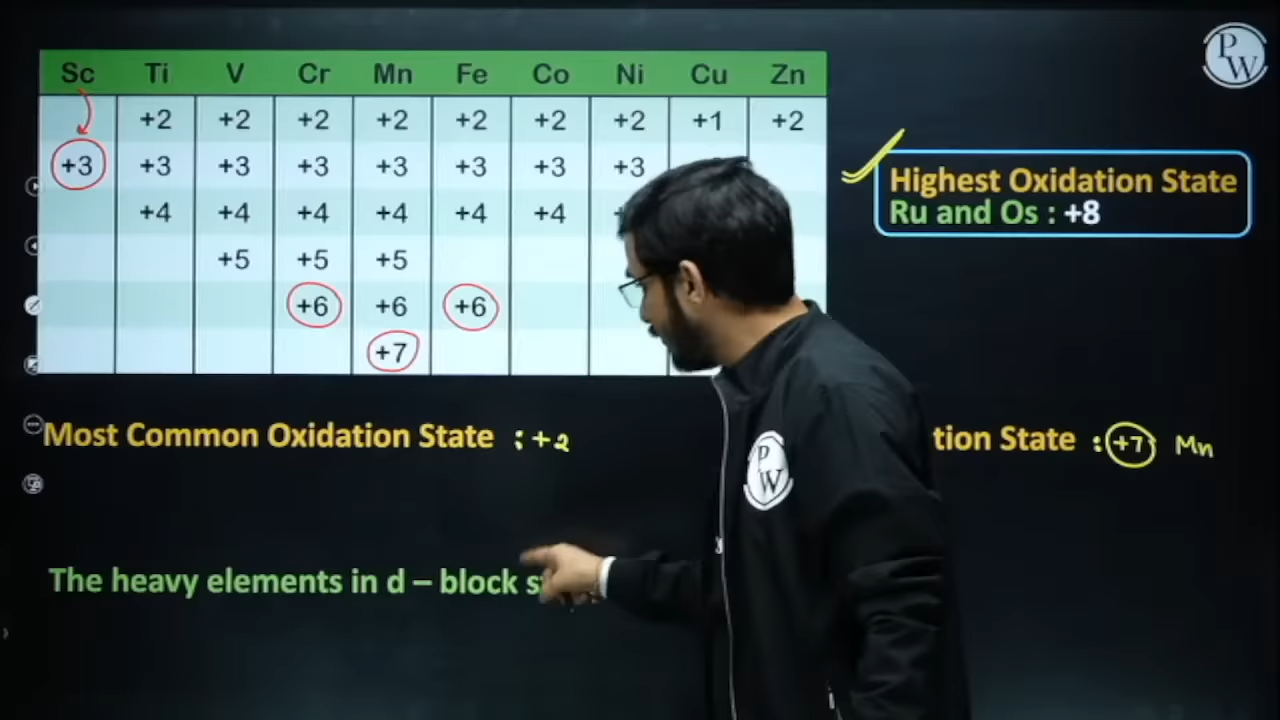 Sc Ti V Cr Mn Fe Co Ni Cu Zn
+2 +2 +2 +2 +2 +2 +2 +1 +2
+3 +3 +3 +3 +3 +3 +3 +3
+4 +4 +4 +4 +4 +4
+5 +5 +5
+6 +6 +6
+7
Highest Oxidation State
Ru and Os : +8
Most Common Oxidation State : +2
tion State : +7 Mn
The heavy elements in d – block
PW
PW